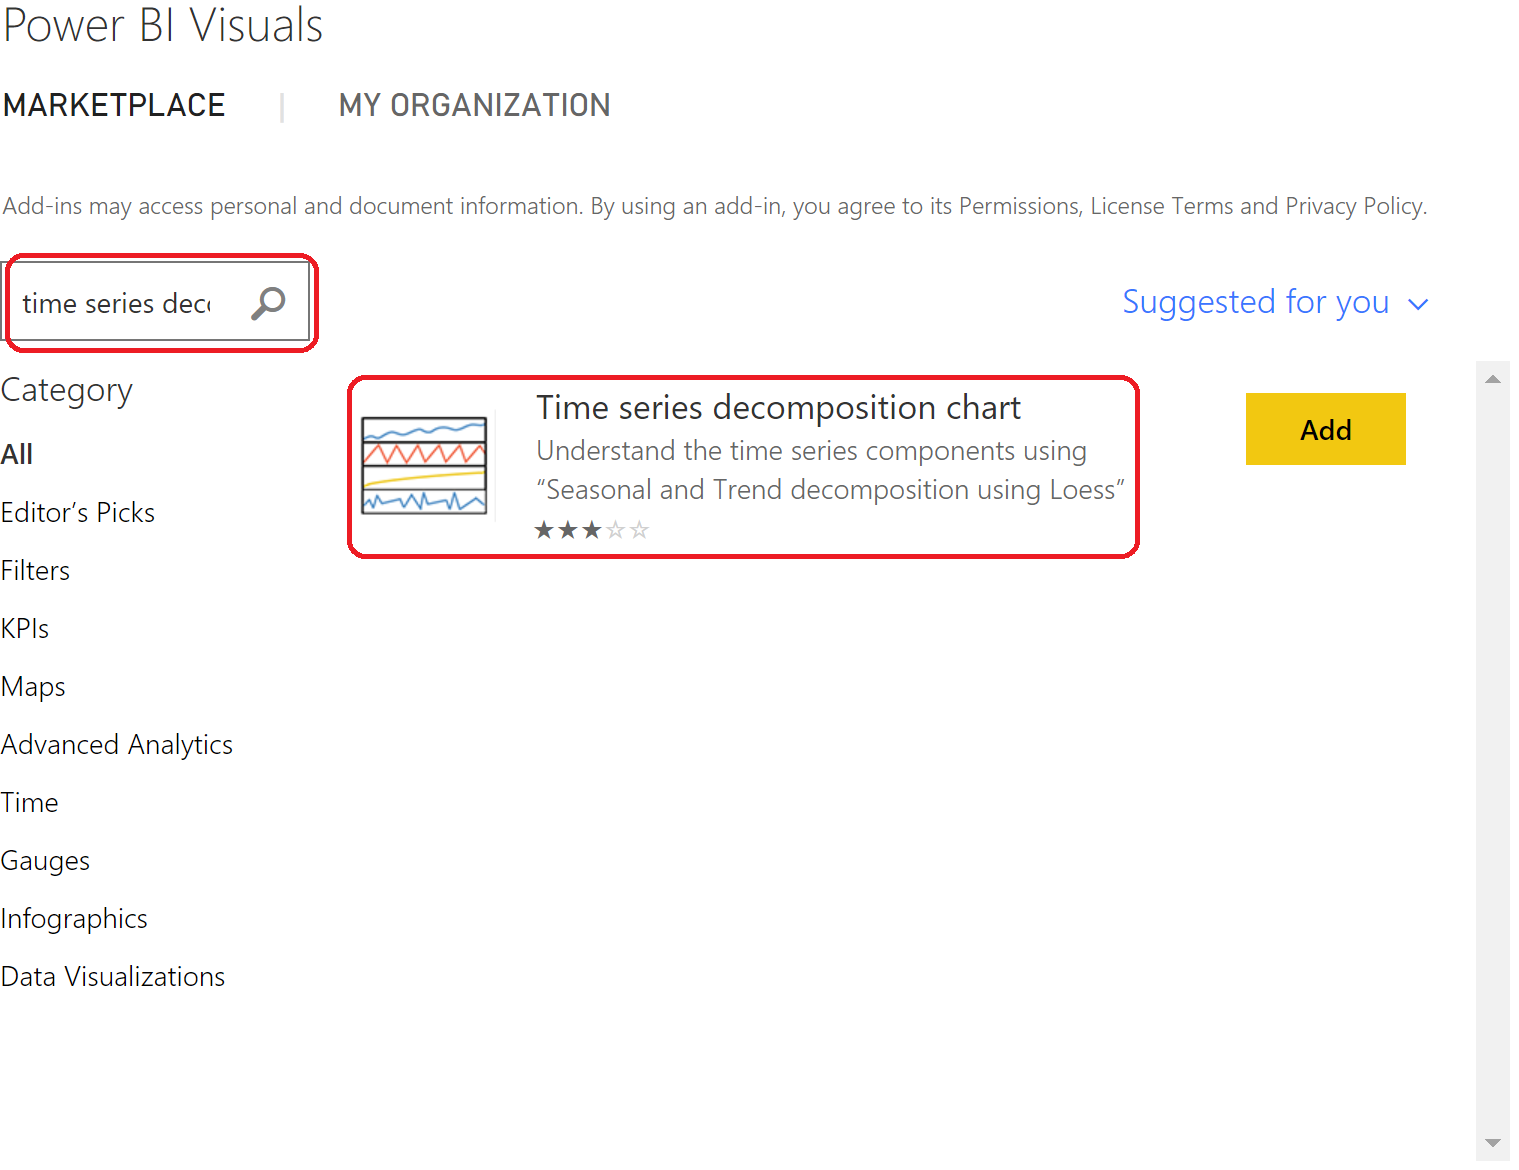 Power BI Visuals
MARKETPLACE | MY ORGANIZATION
Add-ins may access personal and document information. By using an add-in, you agree to its Permissions, License Terms and Privacy Policy.
time series dec
Suggested for you
Category
All
Editor’s Picks
Filters
KPIs
Maps
Advanced Analytics
Time
Gauges
Infographics
Data Visualizations
Time series decomposition chart
Understand the time series components using
“Seasonal and Trend decomposition using Loess”
Add